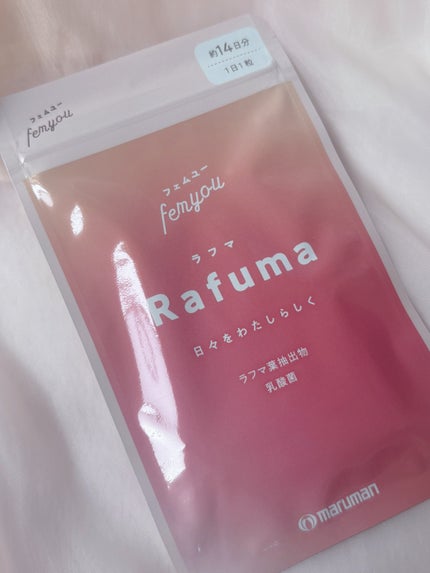 約14日分
1日1粒
フェムユー
femyou
フェムユー
femyou
ラフマ
Rafuma
日々をわたしらしく
ラフマ葉抽出物
乳酸菌
maruman